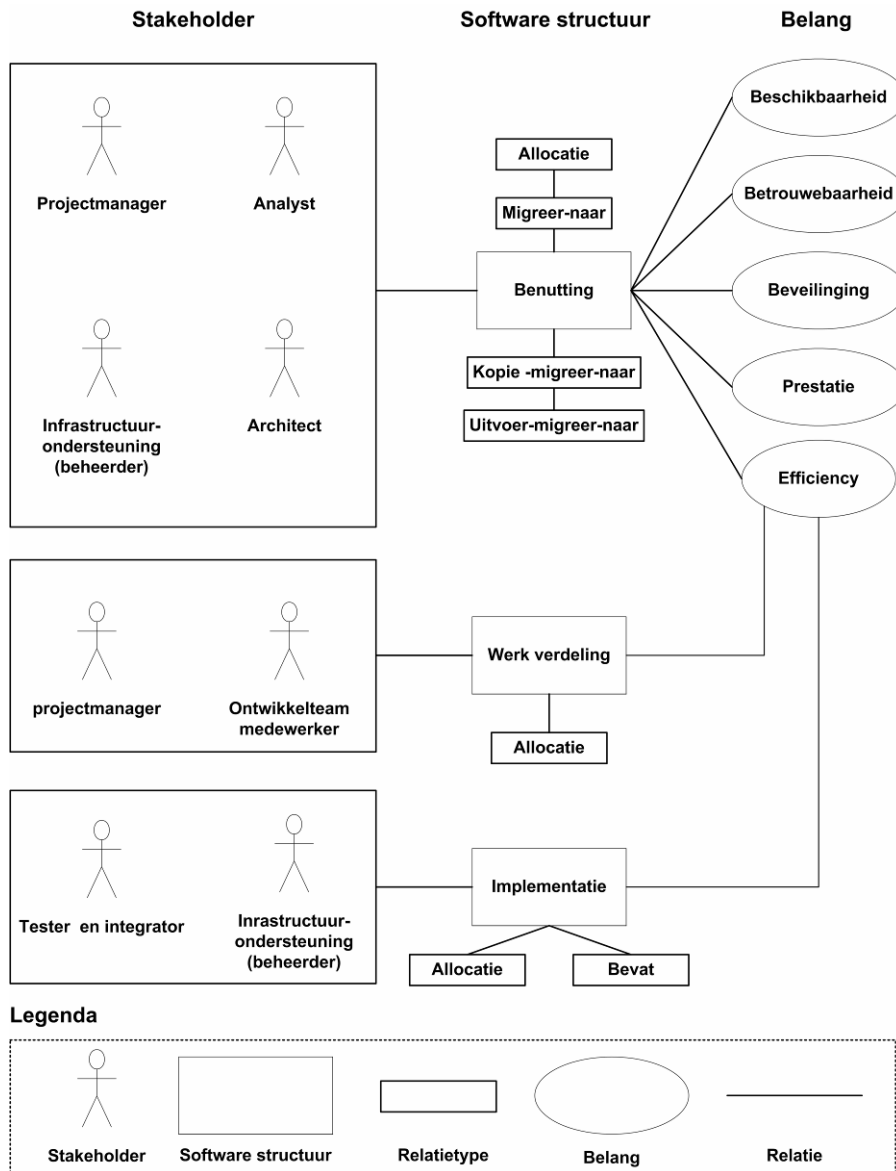 Stakeholder
Software structuur
Belang
Projectmanager
Analyst
Infrastructuur-
ondersteuning
(beheerder)
Architect
Allocatie
Migreer-naar
Benutting
Kopie -migreer-naar
Uitvoer-migreer-naar
Beschikbaarheid
Betrouwebaarheid
Beveilinging
Prestatie
Efficiency
projectmanager
Ontwikkelteam
medewerker
Werk verdeling
Allocatie
Tester en integrator
Inrastructuur-
ondersteuning
(beheerder)
Implementatie
Allocatie
Bevat
Legenda
Stakeholder
Software structuur
Relatietype
Belang
Relatie